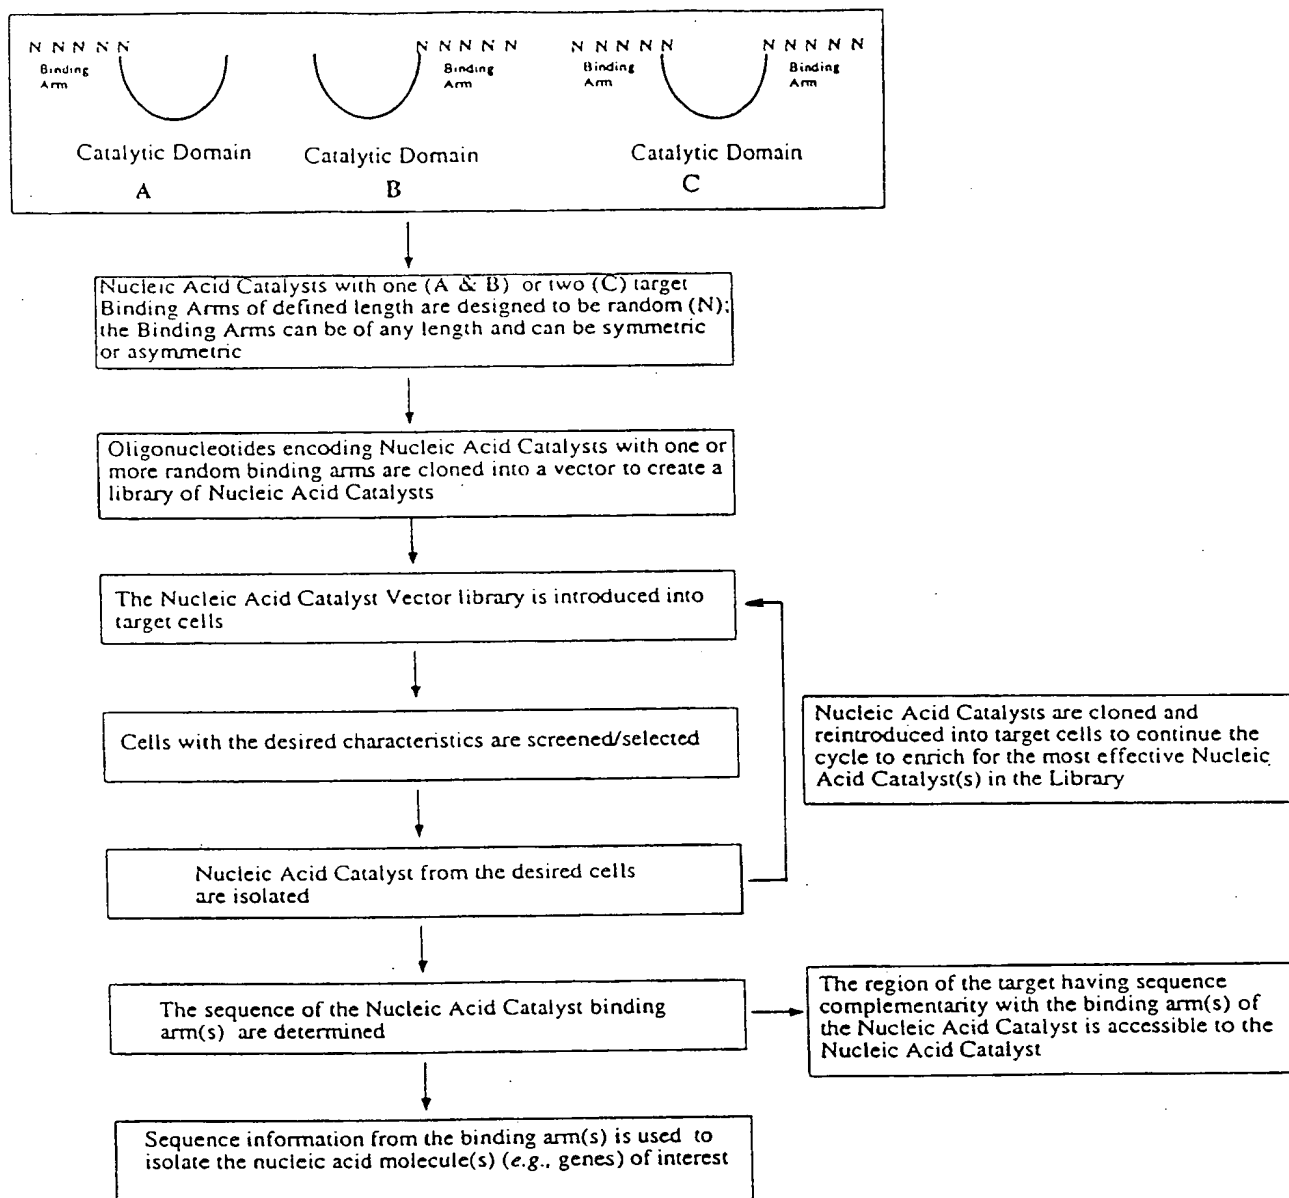 N N N N N
Binding
Arm
Catalytic Domain
A
N N N N N
Binding
Arm
Catalytic Domain
B
N N N N N
Binding
Arm
N N N N N
Binding
Arm
Catalytic Domain
C
Nucleic Acid Catalysts with one (A & B) or two (C) target
Binding Arms of defined length are designed to be random (N);
the Binding Arms can be of any length and can be symmetric
or asymmetric
Oligonucleotides encoding Nucleic Acid Catalysts with one or
more random binding arms are cloned into a vector to create a
library of Nucleic Acid Catalysts
The Nucleic Acid Catalyst Vector library is introduced into
target cells
Cells with the desired characteristics are screened/selected
Nucleic Acid Catalysts are cloned and
reintroduced into target cells to continue the
cycle to enrich for the most effective Nucleic
Acid Catalyst(s) in the Library
Nucleic Acid Catalyst from the desired cells
are isolated
The sequence of the Nucleic Acid Catalyst binding
arm(s) are determined
The region of the target having sequence
complementarity with the binding arm(s) of
the Nucleic Acid Catalyst is accessible to the
Nucleic Acid Catalyst
Sequence information from the binding arm(s) is used to
isolate the nucleic acid molecule(s) (e.g., genes) of interest